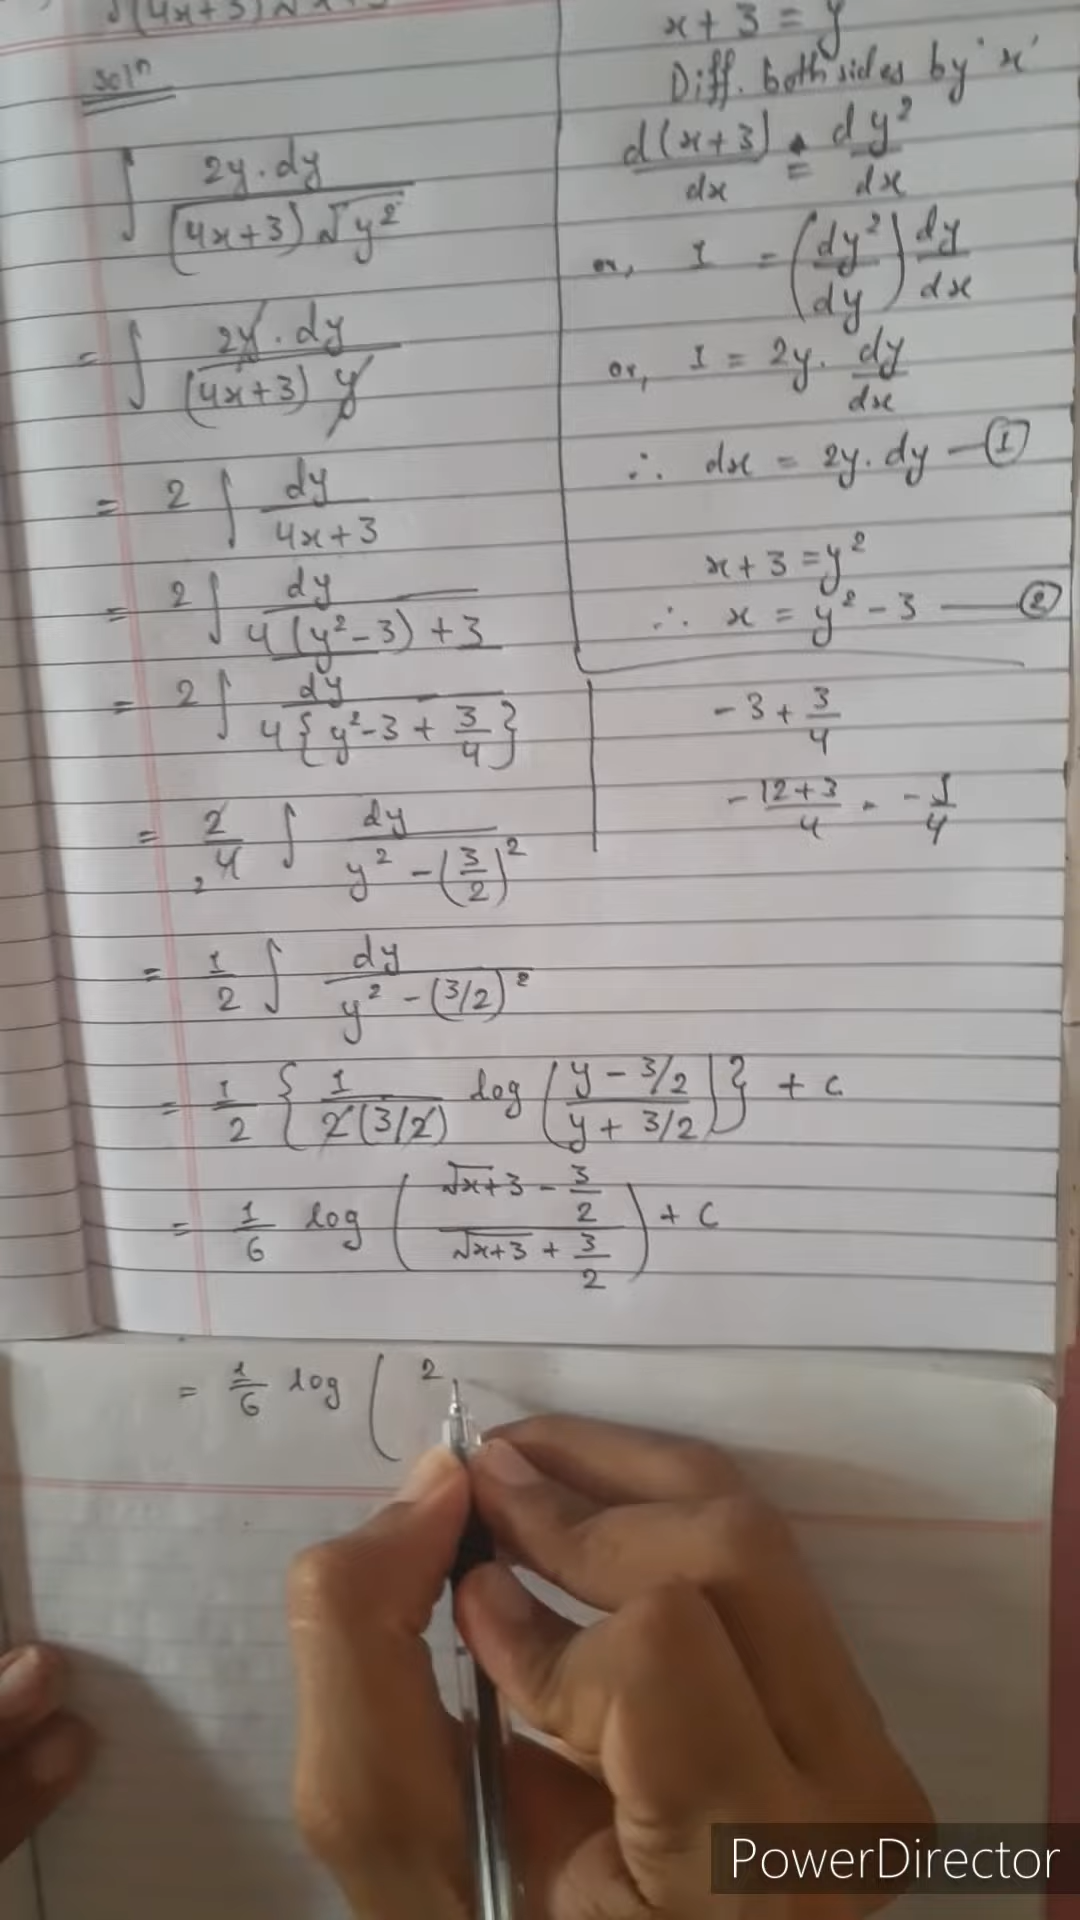 ∫(4x+3)√x+3
Solⁿ
∫ 2y.dy / (4x+3)√y²
= ∫ 2y.dy / (4x+3) y
= 2 ∫ dy / 4x+3
= 2 ∫ dy / 4(y²-3)+3
= 2 ∫ dy / 4{y²-3+3/4}
= 2/4 ∫ dy / y²-(3/2)²
2
= 1/2 ∫ dy / y²-(3/2)²
= 1/2 { 1/2(3/2) log (y-3/2 / y+3/2)} + c
= 1/6 log (√x+3 - 3/2 / √x+3 + 3/2) + c
= 1/6 log ( 2
x+3 = y
Diff. both sides by 'x'
d(x+3)/dx = dy²/dx
or, 1 = (dy²/dy) dy/dx
or, 1 = 2y. dy/dx
∴ dx = 2y.dy —①
x+3 = y²
∴ x = y²-3 —②
-3+3/4
-12+3/4 = -9/4
PowerDirector